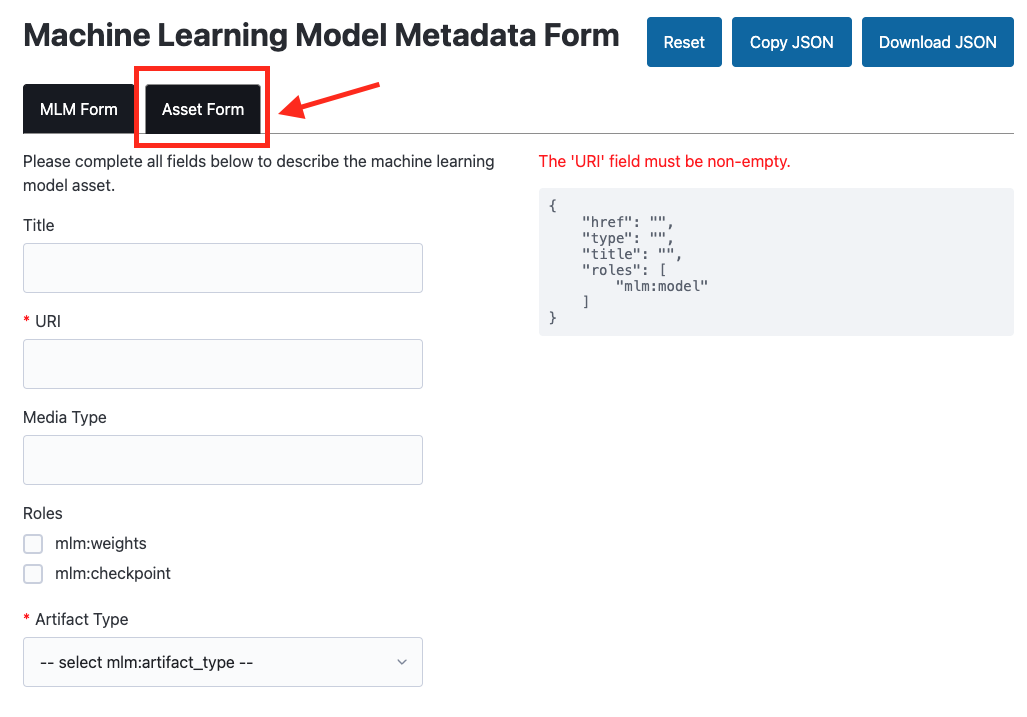 Machine Learning Model Metadata Form
Reset
Copy JSON
Download JSON
MLM Form
Asset Form
Please complete all fields below to describe the machine learning
model asset.
Title
* URI
Media Type
Roles
mlm:weights
mlm:checkpoint
* Artifact Type
-- select mlm:artifact_type --
The 'URI' field must be non-empty.
{
    "href": "",
    "type": "",
    "title": "",
    "roles": [
        "mlm:model"
    ]
}